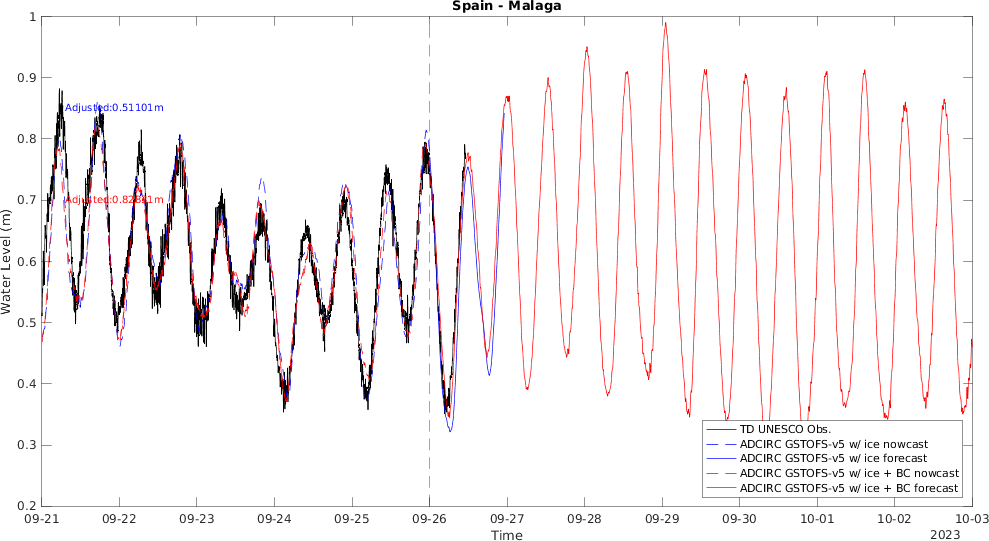 Spain - Malaga
1
0.9
0.8
0.7
0.6
0.5
0.4
0.3
0.2
Water Level (m)
Adjusted:0.51101m
09-21
09-22
09-23
09-24
09-25
09-26
09-27
09-28
09-29
09-30
10-01
10-02
10-03
Time
2023
TD UNESCO Obs.
ADCIRC GSTOFS-v5 w/ ice nowcast
ADCIRC GSTOFS-v5 w/ ice forecast
ADCIRC GSTOFS-v5 w/ ice + BC nowcast
ADCIRC GSTOFS-v5 w/ ice + BC forecast